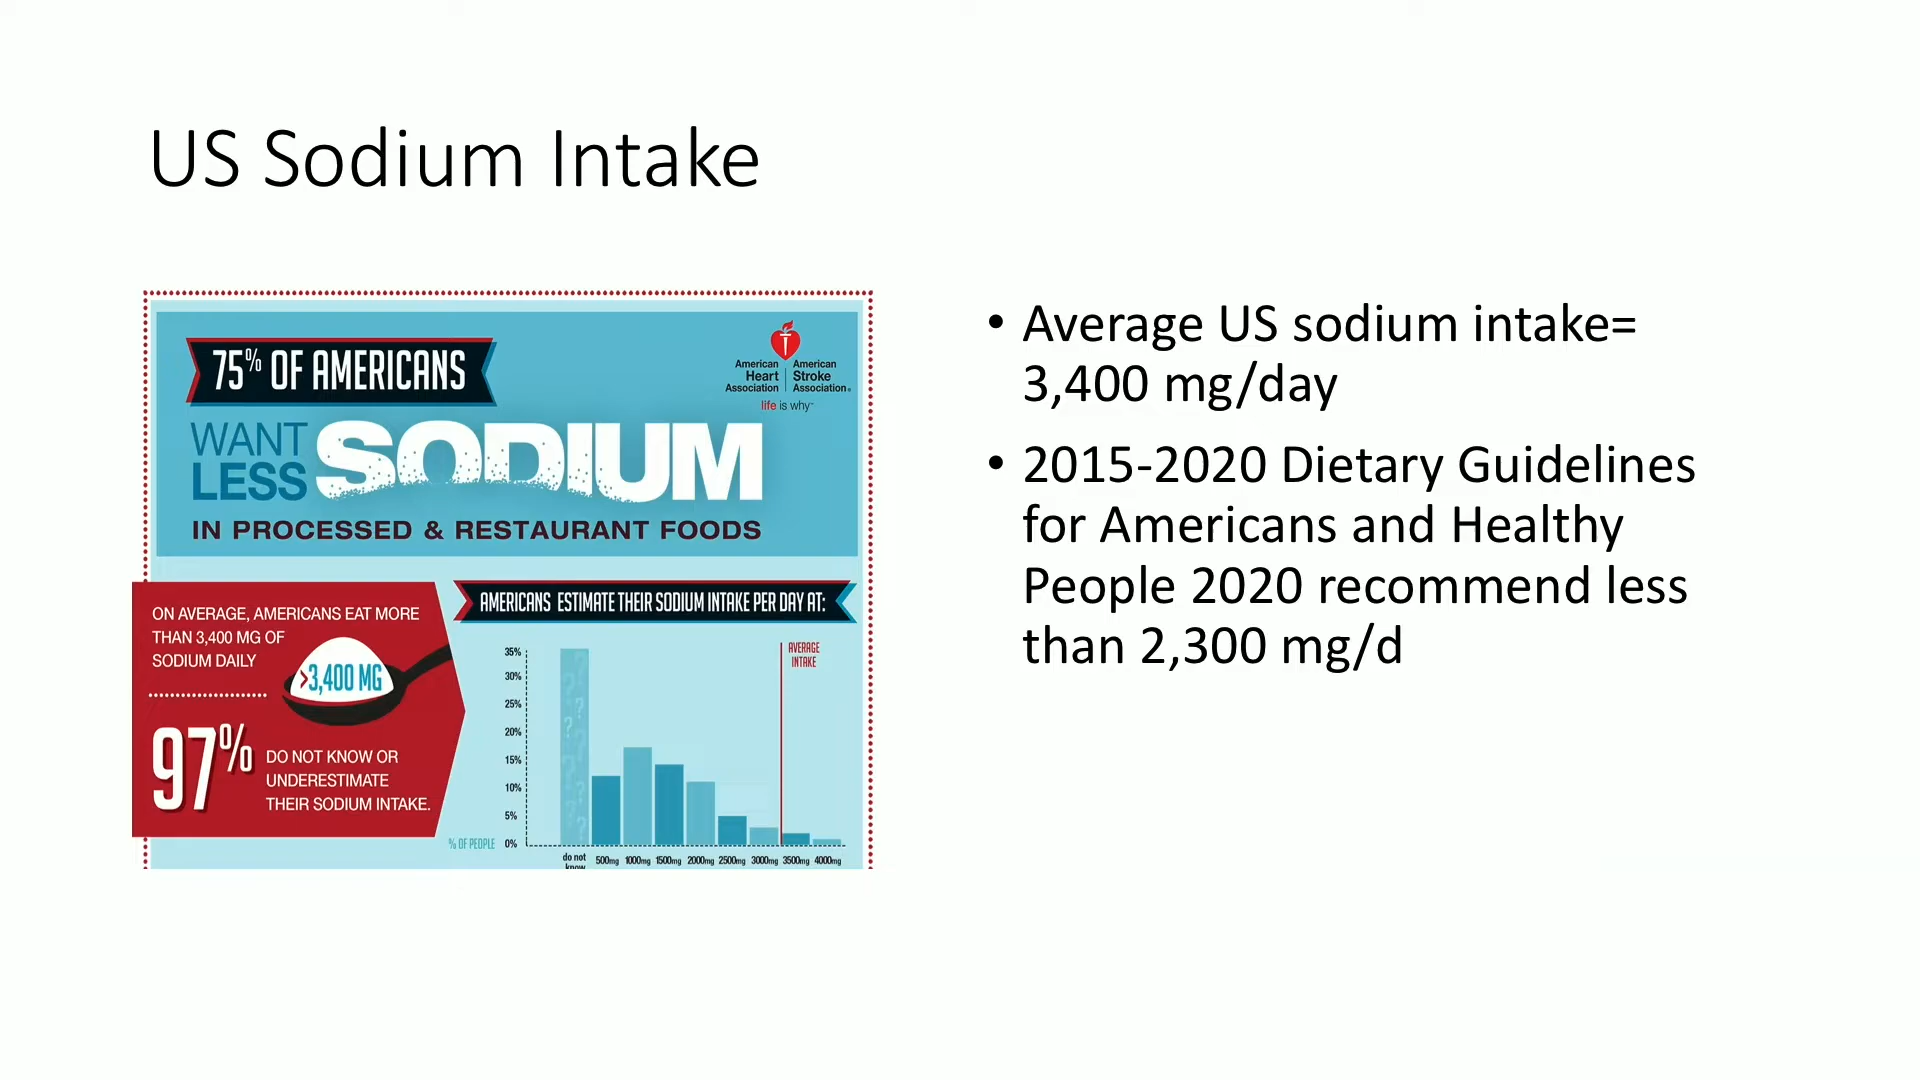 US Sodium Intake
75% OF AMERICANS
American Heart Association
American Stroke Association®
life is why™
WANT LESS SODIUM
IN PROCESSED & RESTAURANT FOODS
ON AVERAGE, AMERICANS EAT MORE
THAN 3,400 MG OF
SODIUM DAILY
>3,400 MG
97%
DO NOT KNOW OR
UNDERESTIMATE
THEIR SODIUM INTAKE.
AMERICANS ESTIMATE THEIR SODIUM INTAKE PER DAY AT:
AVERAGE
INTAKE
35%
30%
25%
20%
15%
10%
5%
% OF PEOPLE 0%
do not know 500mg 1000mg 1500mg 2000mg 2500mg 3000mg 3500mg 4000mg
• Average US sodium intake=
3,400 mg/day
• 2015-2020 Dietary Guidelines
for Americans and Healthy
People 2020 recommend less
than 2,300 mg/d